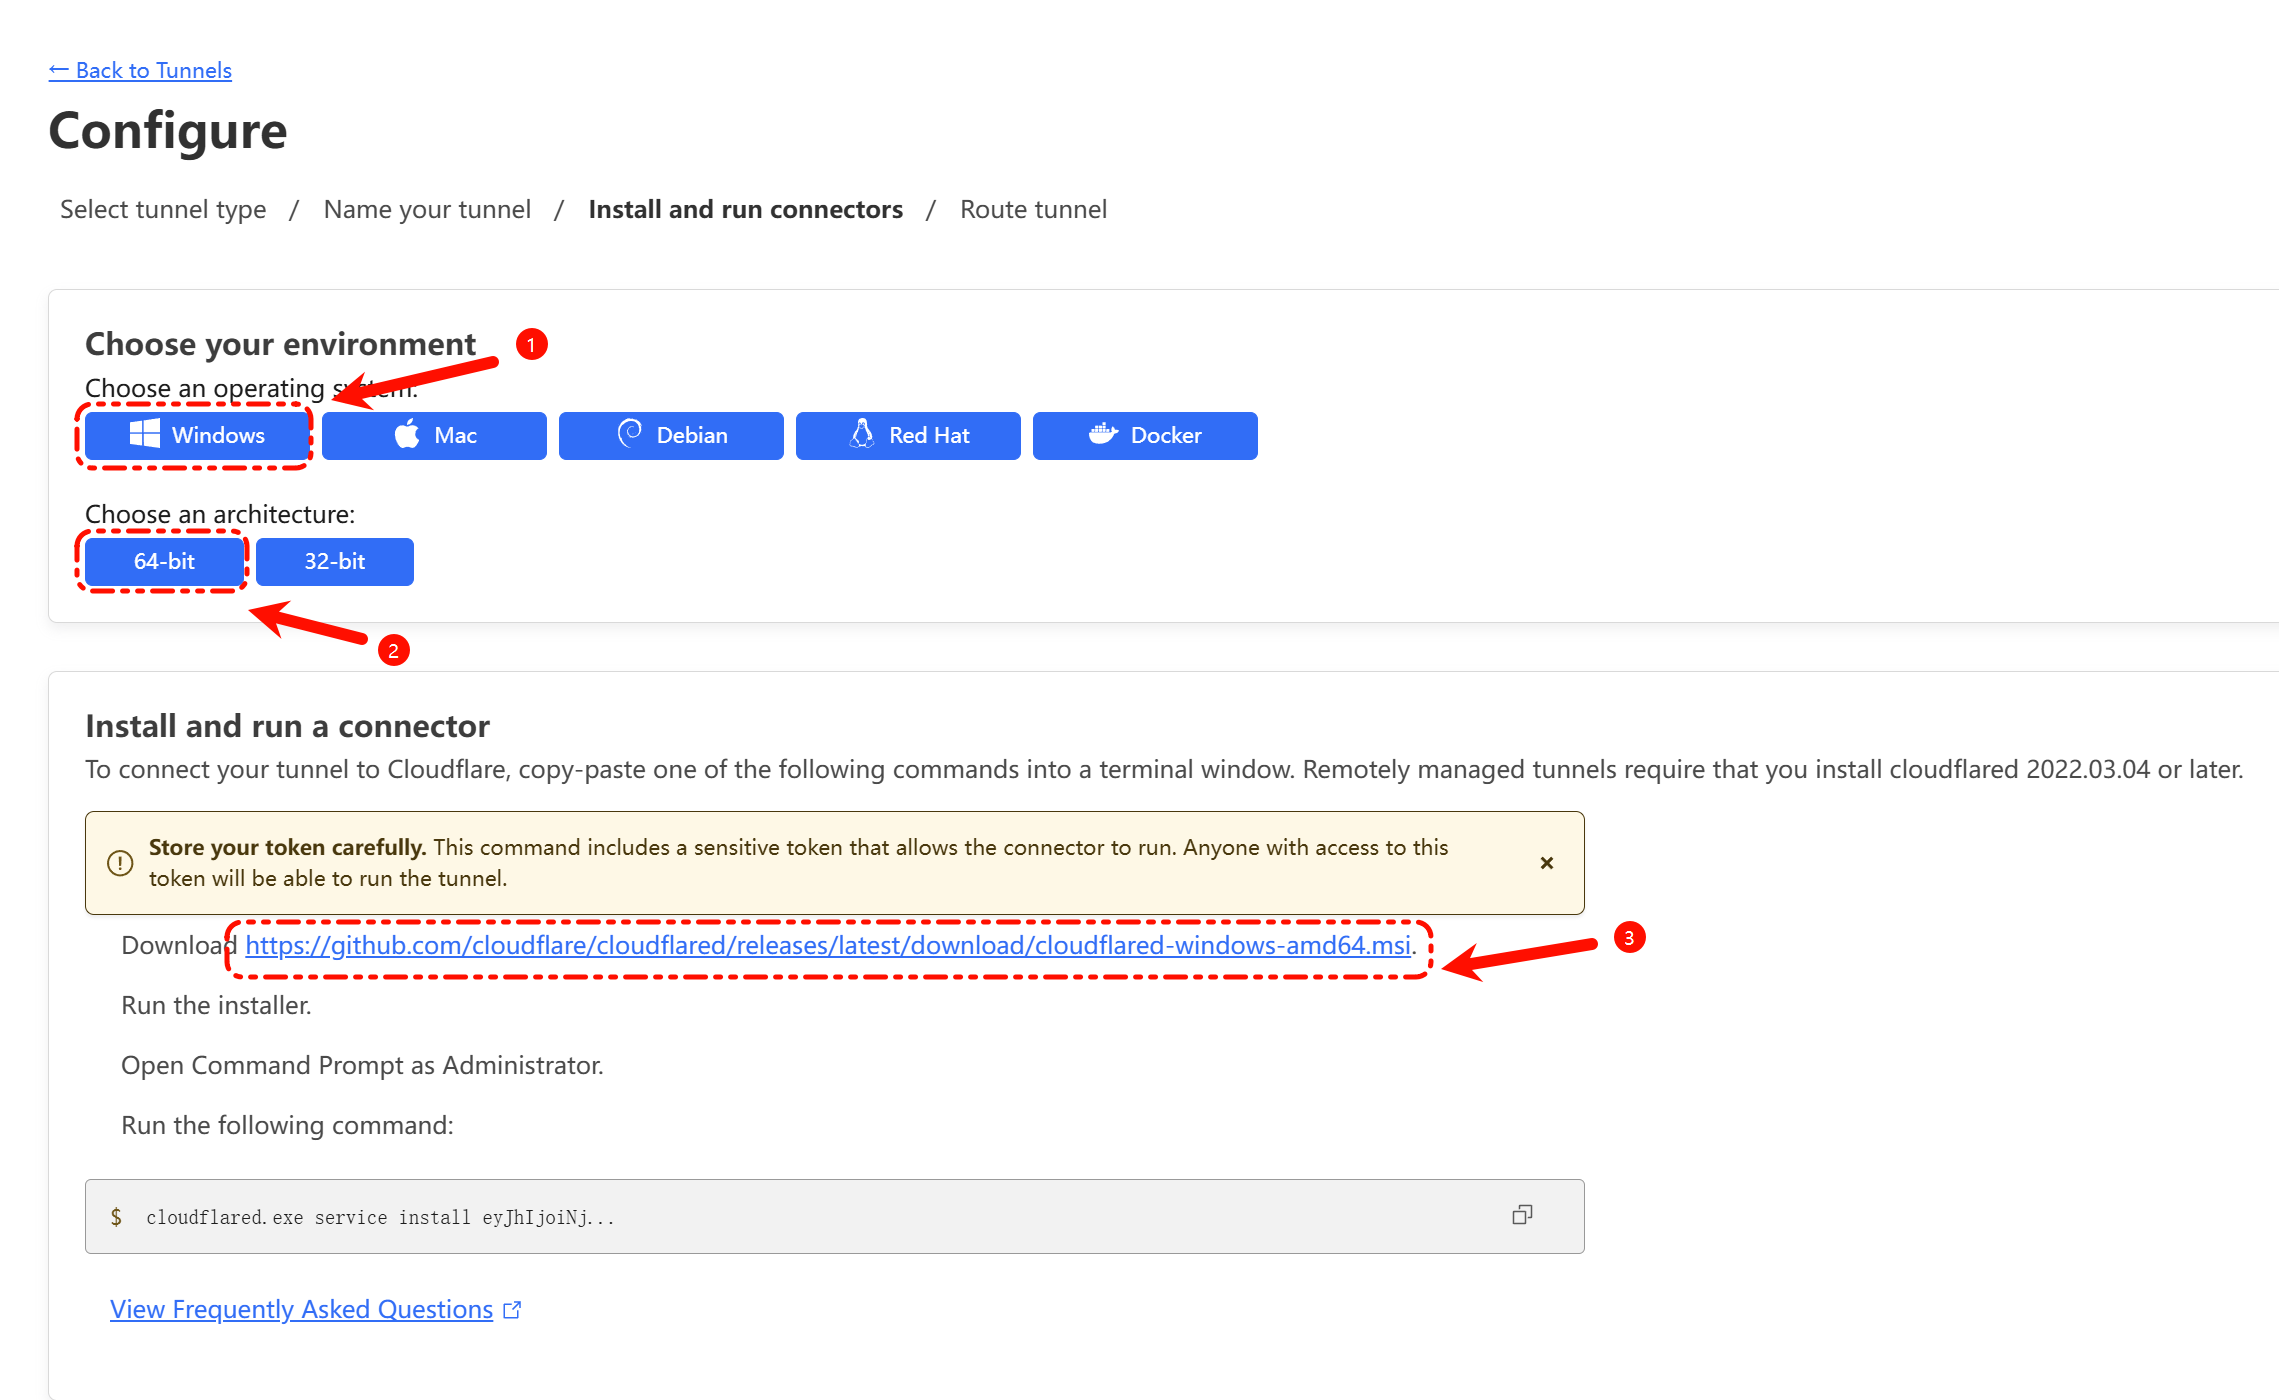 ← Back to Tunnels
Configure
Select tunnel type / Name your tunnel / Install and run connectors / Route tunnel
Choose your environment 1
Choose an operating system:
Windows Mac Debian Red Hat Docker
Choose an architecture:
64-bit 32-bit
2
Install and run a connector
To connect your tunnel to Cloudflare, copy-paste one of the following commands into a terminal window. Remotely managed tunnels require that you install cloudflared 2022.03.04 or later.
Store your token carefully. This command includes a sensitive token that allows the connector to run. Anyone with access to this
token will be able to run the tunnel.
Download https://github.com/cloudflare/cloudflared/releases/latest/download/cloudflared-windows-amd64.msi. 3
Run the installer.
Open Command Prompt as Administrator.
Run the following command:
$ cloudflared.exe service install eyJhIjoiNj...
View Frequently Asked Questions